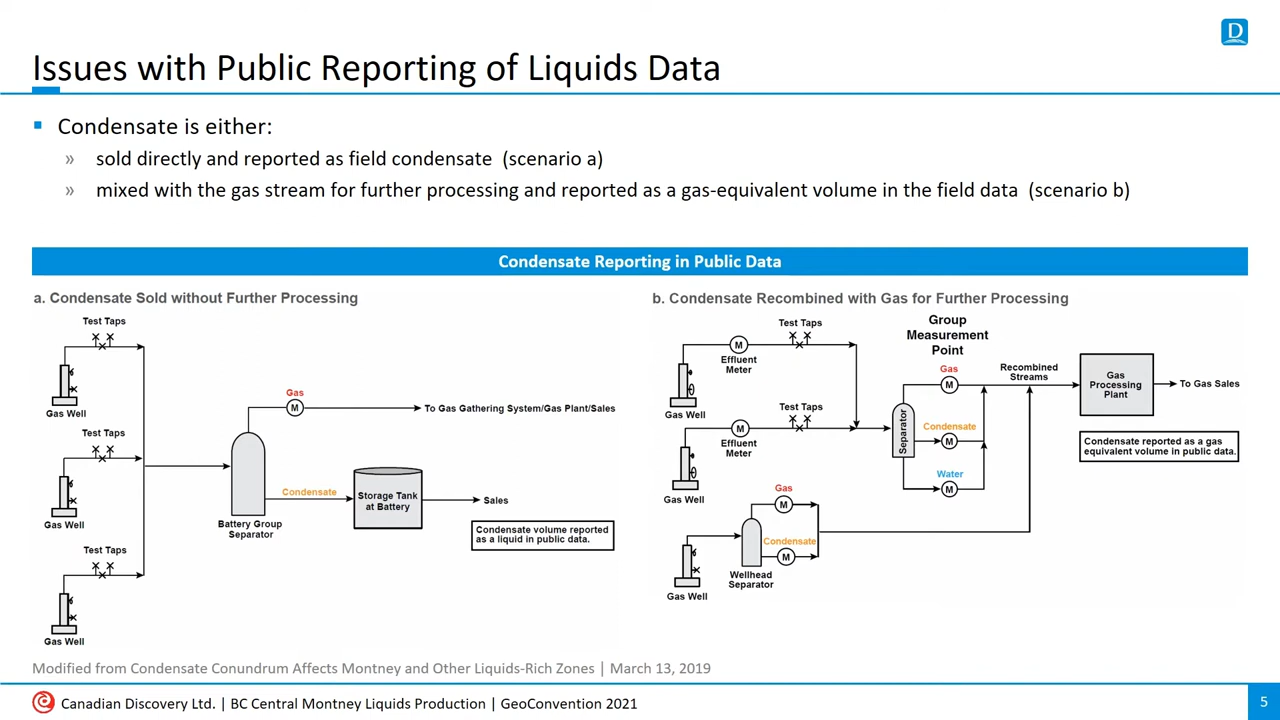 D
Issues with Public Reporting of Liquids Data
Condensate is either:
» sold directly and reported as field condensate (scenario a)
» mixed with the gas stream for further processing and reported as a gas-equivalent volume in the field data (scenario b)
Condensate Reporting in Public Data
a. Condensate Sold without Further Processing
Test Taps
Gas Well
Test Taps
Gas Well
Test Taps
Gas Well
Gas
M
To Gas Gathering System/Gas Plant/Sales
Battery Group
Separator
Condensate
Storage Tank
at Battery
Sales
Condensate volume reported
as a liquid in public data.
b. Condensate Recombined with Gas for Further Processing
Test Taps
M
Effluent
Meter
Gas Well
Test Taps
M
Effluent
Meter
Gas Well
Group
Measurement
Point
Separator
Gas
M
Condensate
M
Water
M
Recombined
Streams
Gas
Processing
Plant
To Gas Sales
Condensate reported as a gas
equivalent volume in public data.
Gas
M
Condensate
M
Wellhead
Separator
Gas Well
Modified from Condensate Conundrum Affects Montney and Other Liquids-Rich Zones | March 13, 2019
Canadian Discovery Ltd. | BC Central Montney Liquids Production | GeoConvention 2021
5